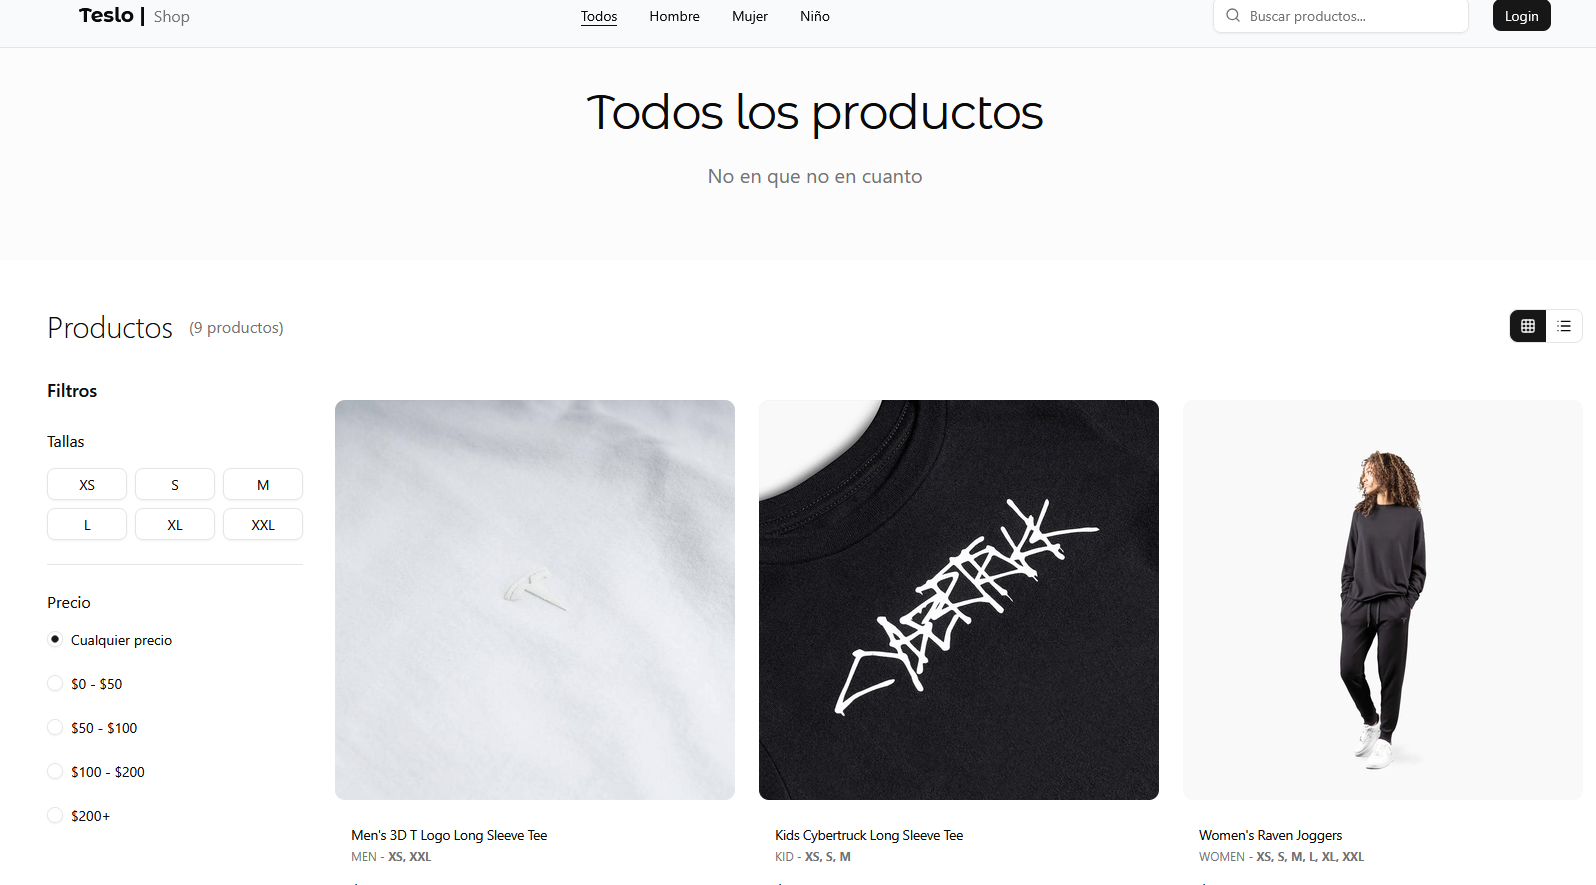 Teslo | Shop
Todos Hombre Mujer Niño
Buscar productos...
Login
Todos los productos
No en que no en cuanto
Productos (9 productos)
Filtros
Tallas
XS S M
L XL XXL
Precio
Cualquier precio
$0 - $50
$50 - $100
$100 - $200
$200+
CYBERTRUCK
Men's 3D T Logo Long Sleeve Tee
MEN - XS, XXL
Kids Cybertruck Long Sleeve Tee
KID - XS, S, M
Women's Raven Joggers
WOMEN - XS, S, M, L, XL, XXL